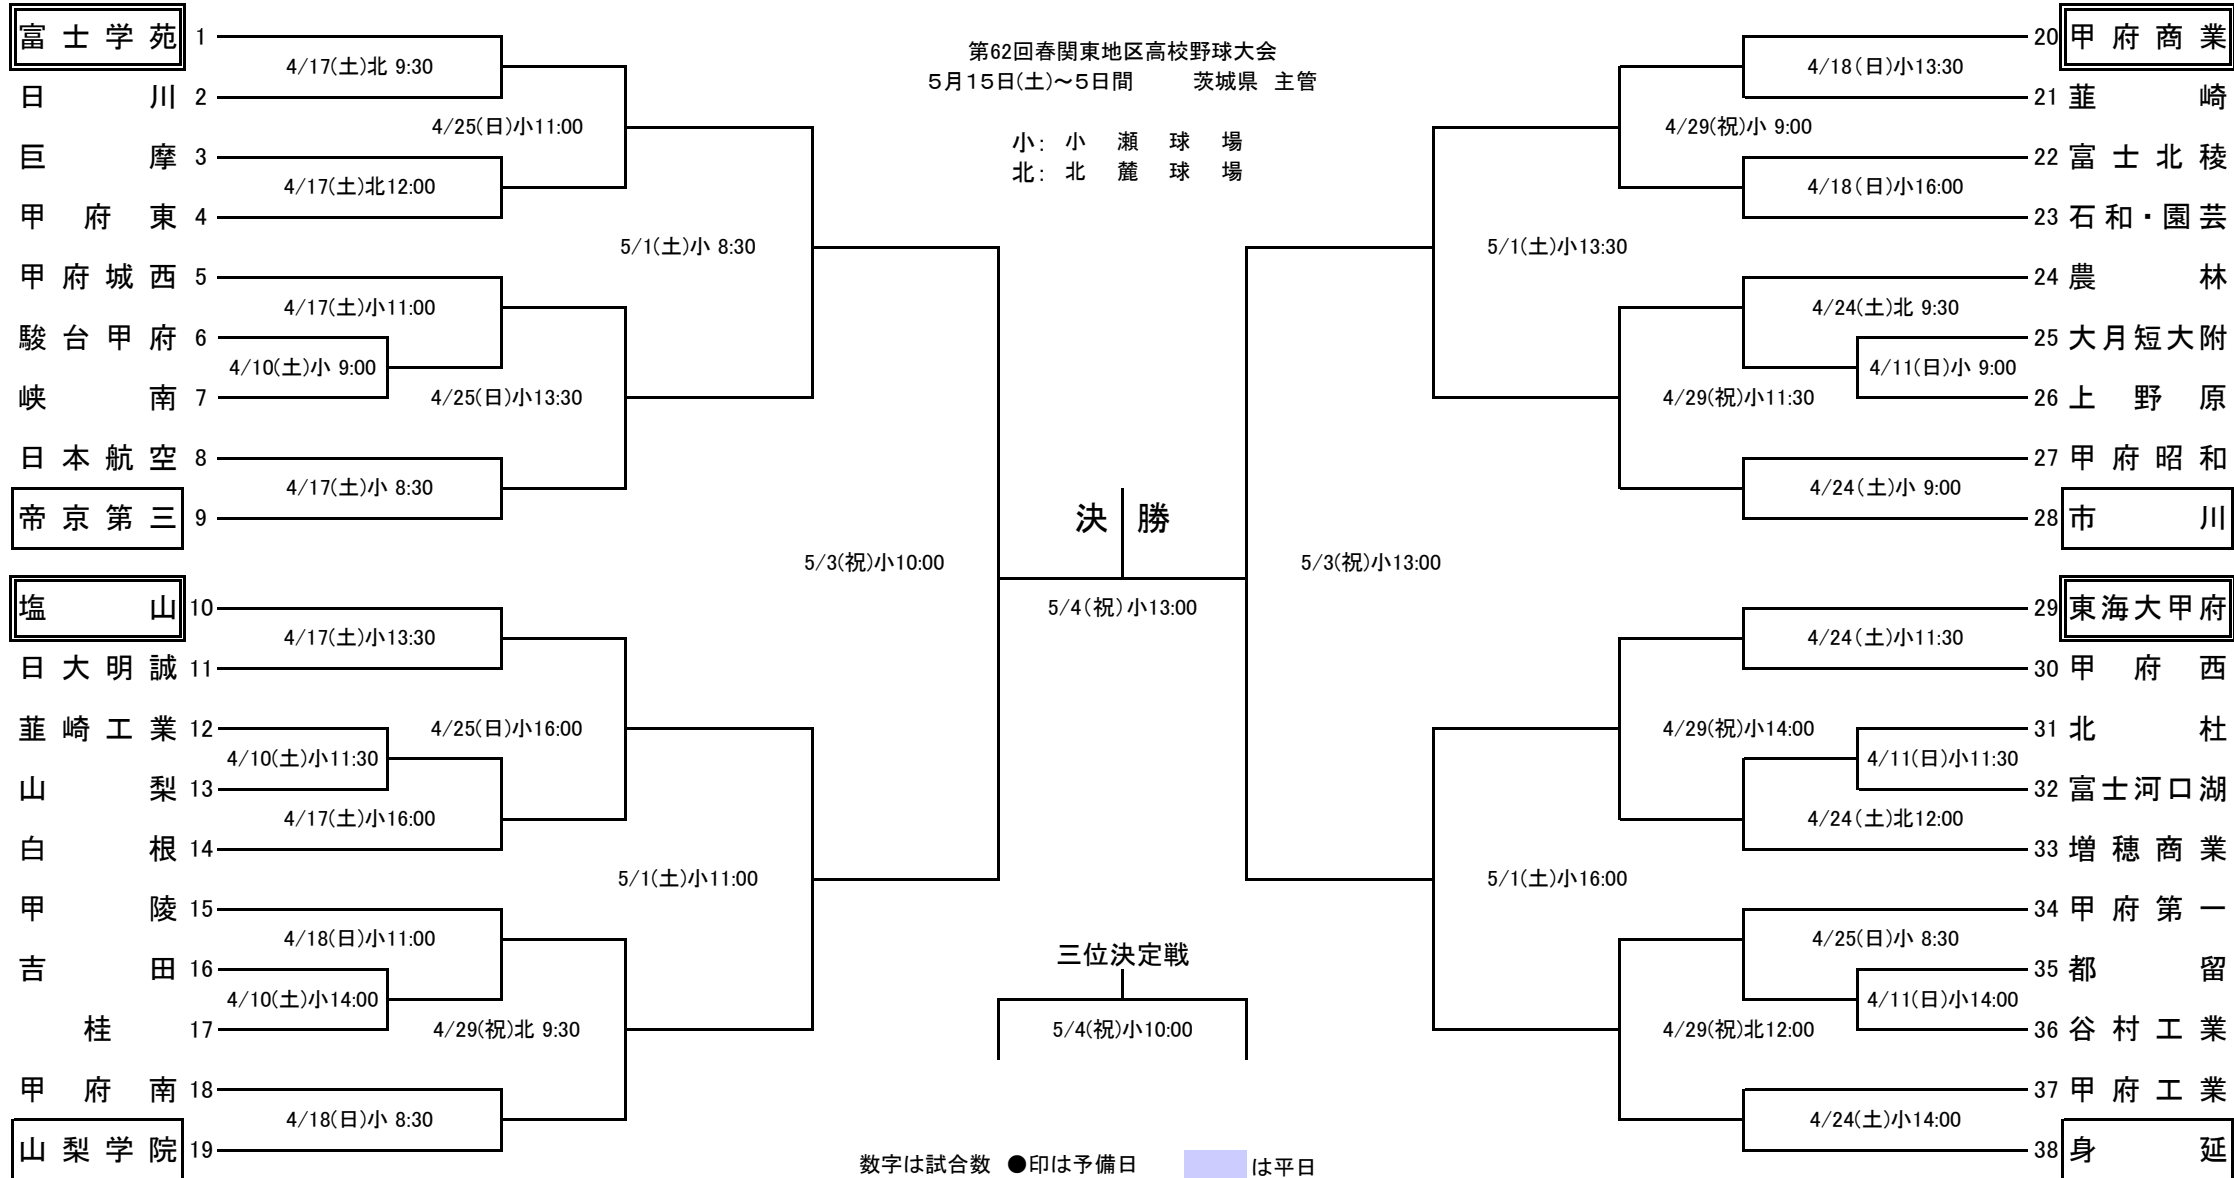 第62回春関東地区高校野球大会
5月15日(土)～5日間　茨城県　主管
小：小瀬球場
北：北麓球場
富士学苑 1
4/17(土)北 9:30
日川 2
4/25(日)小11:00
巨摩 3
4/17(土)北12:00
甲府東 4
5/1(土)小 8:30
甲府城西 5
4/17(土)小11:00
駿台甲府 6
4/10(土)小 9:00
峡南 7
4/25(日)小13:30
日本航空 8
4/17(土)小 8:30
帝京第三 9
5/3(祝)小10:00
塩山 10
4/17(土)小13:30
日大明誠 11
韮崎工業 12
4/25(日)小16:00
4/10(土)小11:30
山梨 13
4/17(土)小16:00
白根 14
5/1(土)小11:00
甲陵 15
4/18(日)小11:00
吉田 16
4/10(土)小14:00
桂 17
4/29(祝)北 9:30
甲府南 18
4/18(日)小 8:30
山梨学院 19
決勝
5/4(祝)小13:00
三位決定戦
5/4(祝)小10:00
20 甲府商業
4/18(日)小13:30
21 韮崎
4/29(祝)小 9:00
22 富士北稜
4/18(日)小16:00
23 石和・園芸
5/1(土)小13:30
24 農林
4/24(土)北 9:30
25 大月短大附
4/11(日)小 9:00
26 上野原
4/29(祝)小11:30
27 甲府昭和
4/24(土)小 9:00
28 市川
5/3(祝)小13:00
29 東海大甲府
4/24(土)小11:30
30 甲府西
4/29(祝)小14:00
31 北杜
4/11(日)小11:30
32 富士河口湖
4/24(土)北12:00
33 増穂商業
5/1(土)小16:00
34 甲府第一
4/25(日)小 8:30
35 都留
4/11(日)小14:00
36 谷村工業
4/29(祝)北12:00
37 甲府工業
4/24(土)小14:00
38 身延
数字は試合数　●印は予備日　は平日